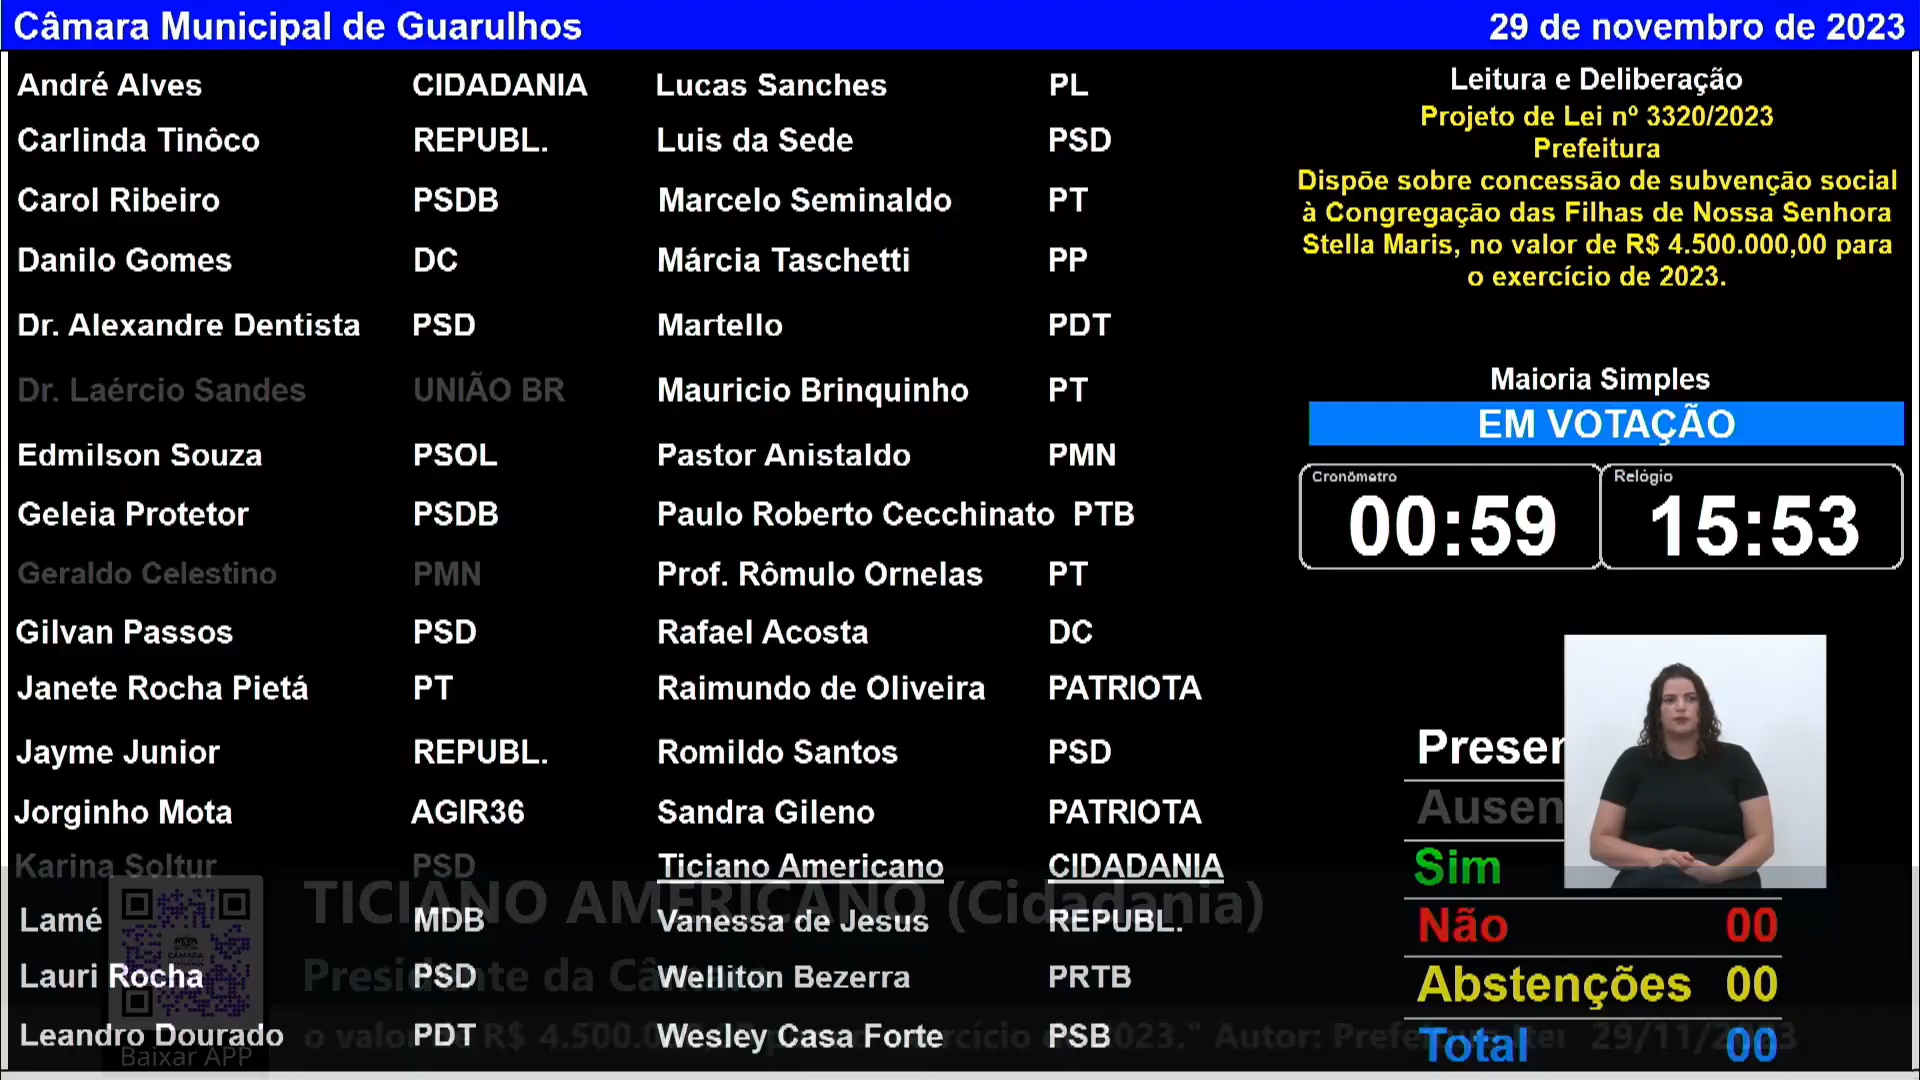 Câmara Municipal de Guarulhos 29 de novembro de 2023
André Alves CIDADANIA Lucas Sanches PL
Carlinda Tinôco REPUBL. Luis da Sede PSD
Carol Ribeiro PSDB Marcelo Seminaldo PT
Danilo Gomes DC Márcia Taschetti PP
Dr. Alexandre Dentista PSD Martello PDT
Dr. Laércio Sandes UNIÃO BR Mauricio Brinquinho PT
Edmilson Souza PSOL Pastor Anistaldo PMN
Geleia Protetor PSDB Paulo Roberto Cecchinato PTB
Geraldo Celestino PMN Prof. Rômulo Ornelas PT
Gilvan Passos PSD Rafael Acosta DC
Janete Rocha Pietá PT Raimundo de Oliveira PATRIOTA
Jayme Junior REPUBL. Romildo Santos PSD
Jorginho Mota AGIR36 Sandra Gileno PATRIOTA
Karina Soltur PSD Ticiano Americano CIDADANIA
Lamé MDB Vanessa de Jesus REPUBL.
Lauri Rocha PSD Welliton Bezerra PRTB
Leandro Dourado PDT Wesley Casa Forte PSB
Leitura e Deliberação
Projeto de Lei nº 3320/2023
Prefeitura
Dispõe sobre concessão de subvenção social
à Congregação das Filhas de Nossa Senhora
Stella Maris, no valor de R$ 4.500.000,00 para
o exercício de 2023.
Maioria Simples
EM VOTAÇÃO
Cronômetro Relógio
00:59 15:53
Presen
Ausen
Sim
Não 00
Abstenções 00
Total 00
TICIANO AMERICANO (Cidadania)
Presidente da Câ
Baixar APP